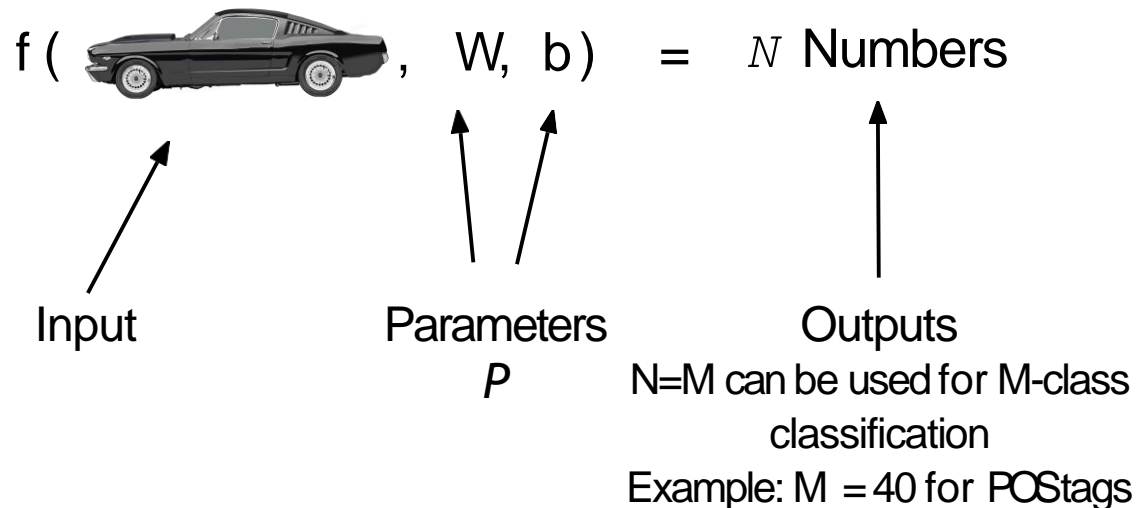 f ( , W, b ) = N Numbers
Input Parameters Outputs
P N=M can be used for M-class
classification
Example: M = 40 for POStags